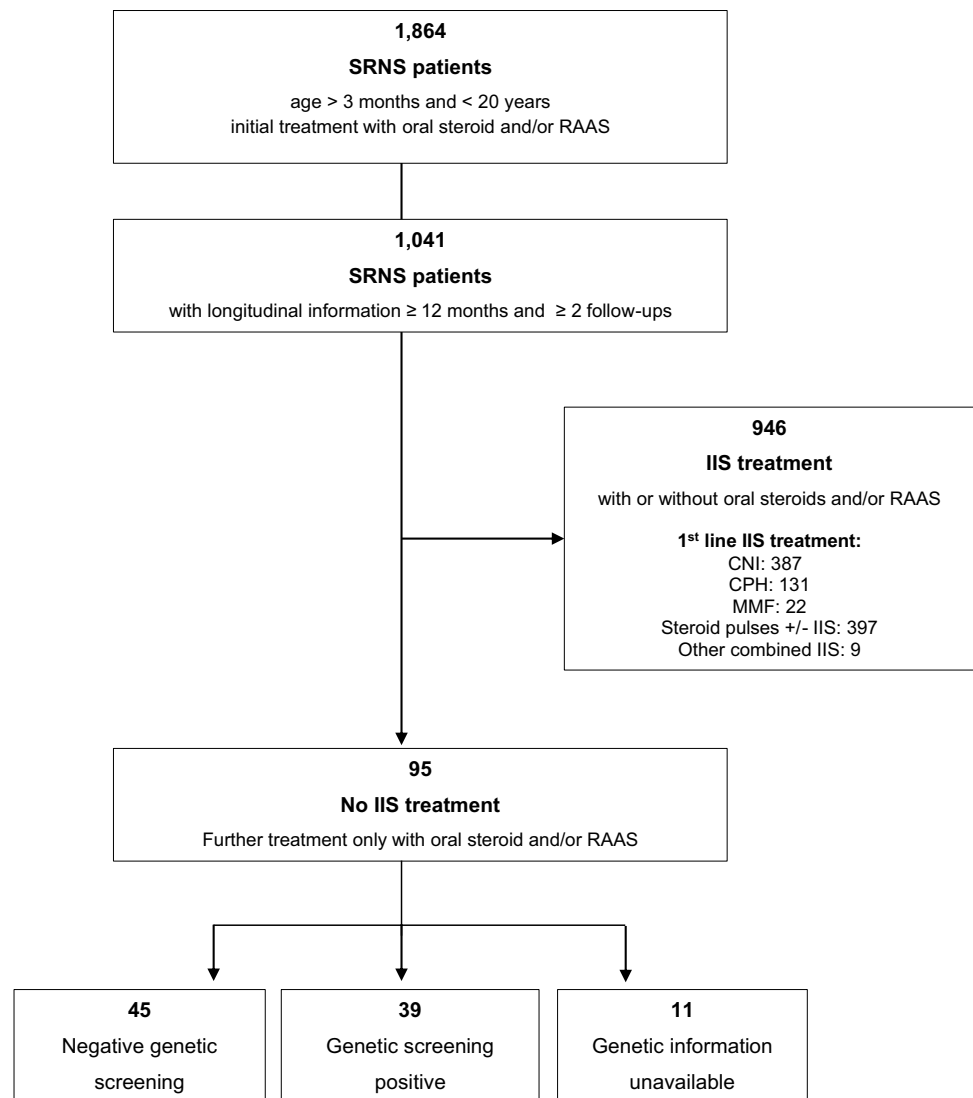 1,864
SRNS patients
age > 3 months and < 20 years
initial treatment with oral steroid and/or RAAS
1,041
SRNS patients
with longitudinal information ≥ 12 months and ≥ 2 follow-ups
946
IIS treatment
with or without oral steroids and/or RAAS
1st line IIS treatment:
CNI: 387
CPH: 131
MMF: 22
Steroid pulses +/- IIS: 397
Other combined IIS: 9
95
No IIS treatment
Further treatment only with oral steroid and/or RAAS
45
Negative genetic
screening
39
Genetic screening
positive
11
Genetic information
unavailable